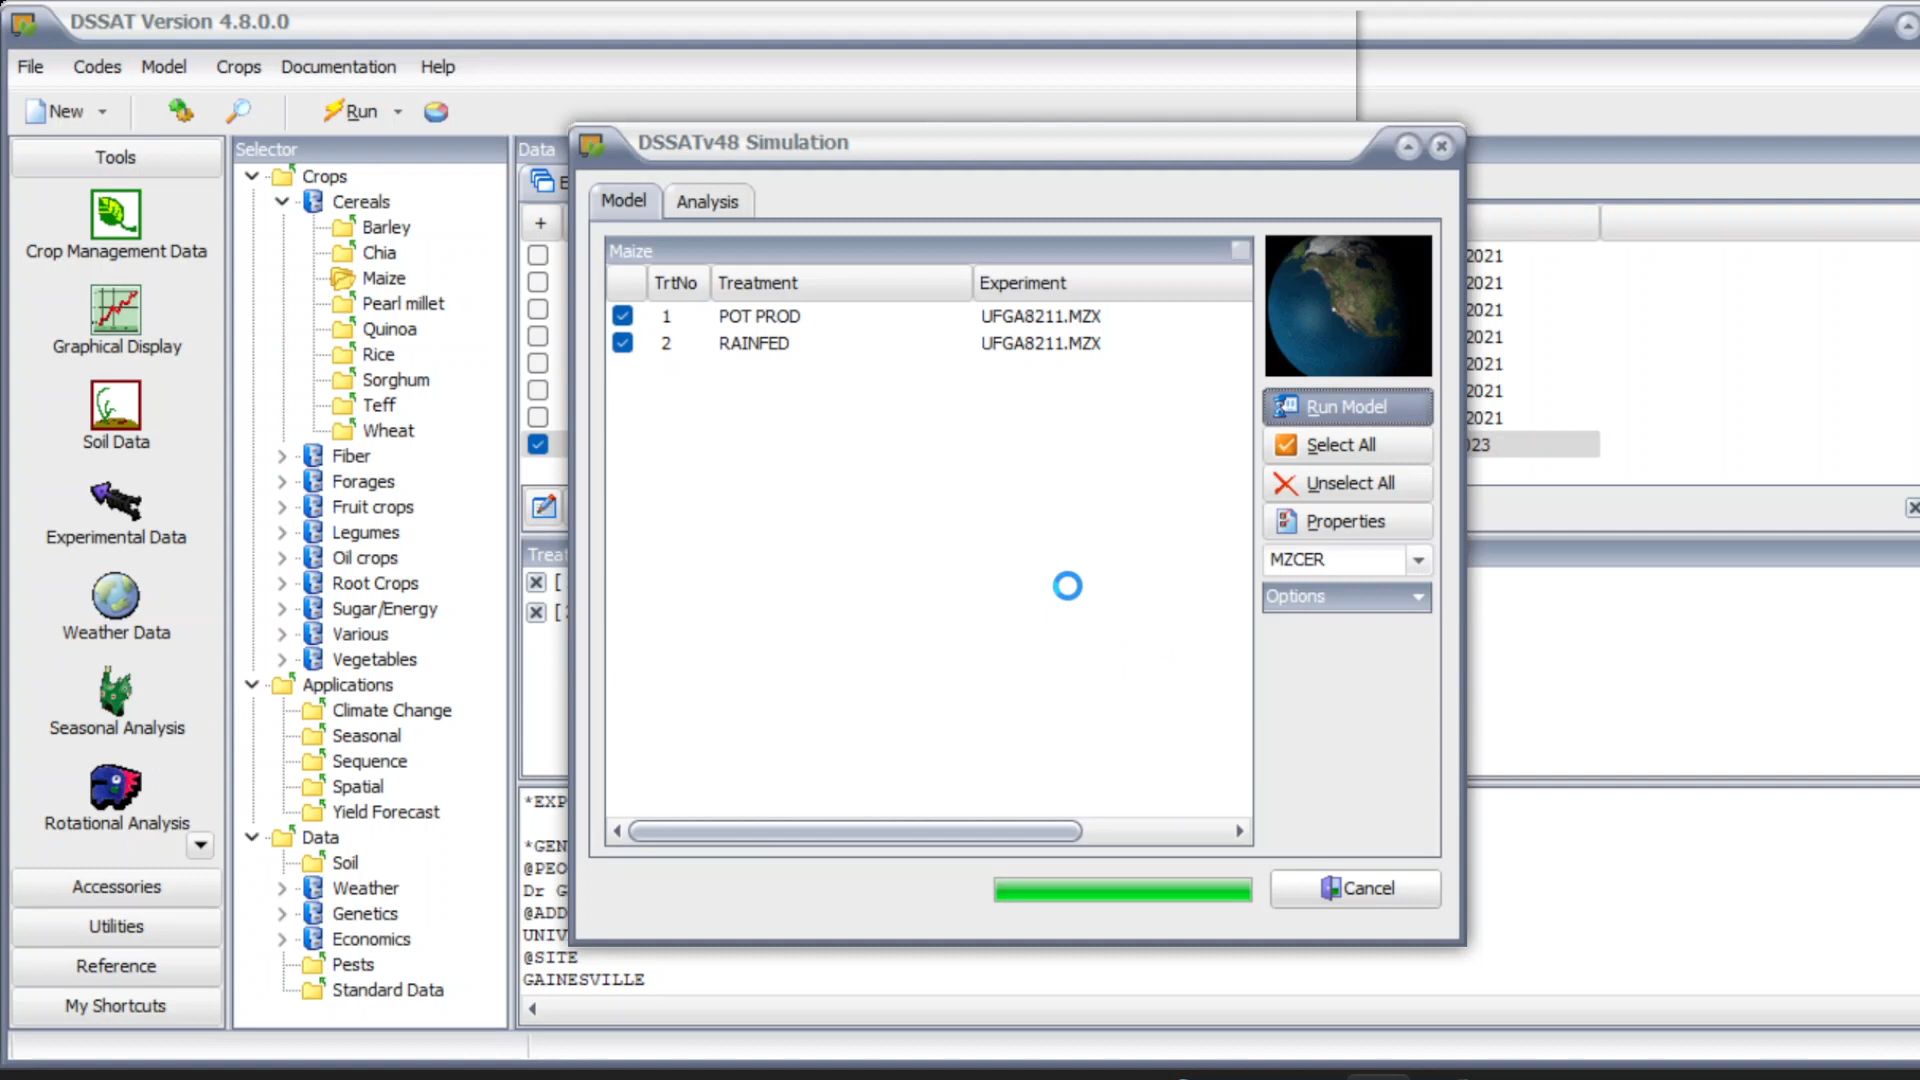 DSSAT Version 4.8.0.0
File Codes Model Crops Documentation Help
New Run
Tools
Crop Management Data
Graphical Display
Soil Data
Experimental Data
Weather Data
Seasonal Analysis
Rotational Analysis
Accessories
Utilities
Reference
My Shortcuts
Selector
Crops
Cereals
Barley
Chia
Maize
Pearl millet
Quinoa
Rice
Sorghum
Teff
Wheat
Fiber
Forages
Fruit crops
Legumes
Oil crops
Root Crops
Sugar/Energy
Various
Vegetables
Applications
Climate Change
Seasonal
Sequence
Spatial
Yield Forecast
Data
Soil
Weather
Genetics
Economics
Pests
Standard Data
Data
E
+
Treat
[
[
*EXP
*GEN
@PEO
Dr G
@ADD
UNIV
@SITE
GAINESVILLE
DSSATv48 Simulation
Model Analysis
Maize
TrtNo Treatment Experiment
1 POT PROD UFGA8211.MZX
2 RAINFED UFGA8211.MZX
Run Model
Select All
Unselect All
Properties
MZCER
Options
Cancel
2021
2021
2021
2021
2021
2021
2021
023